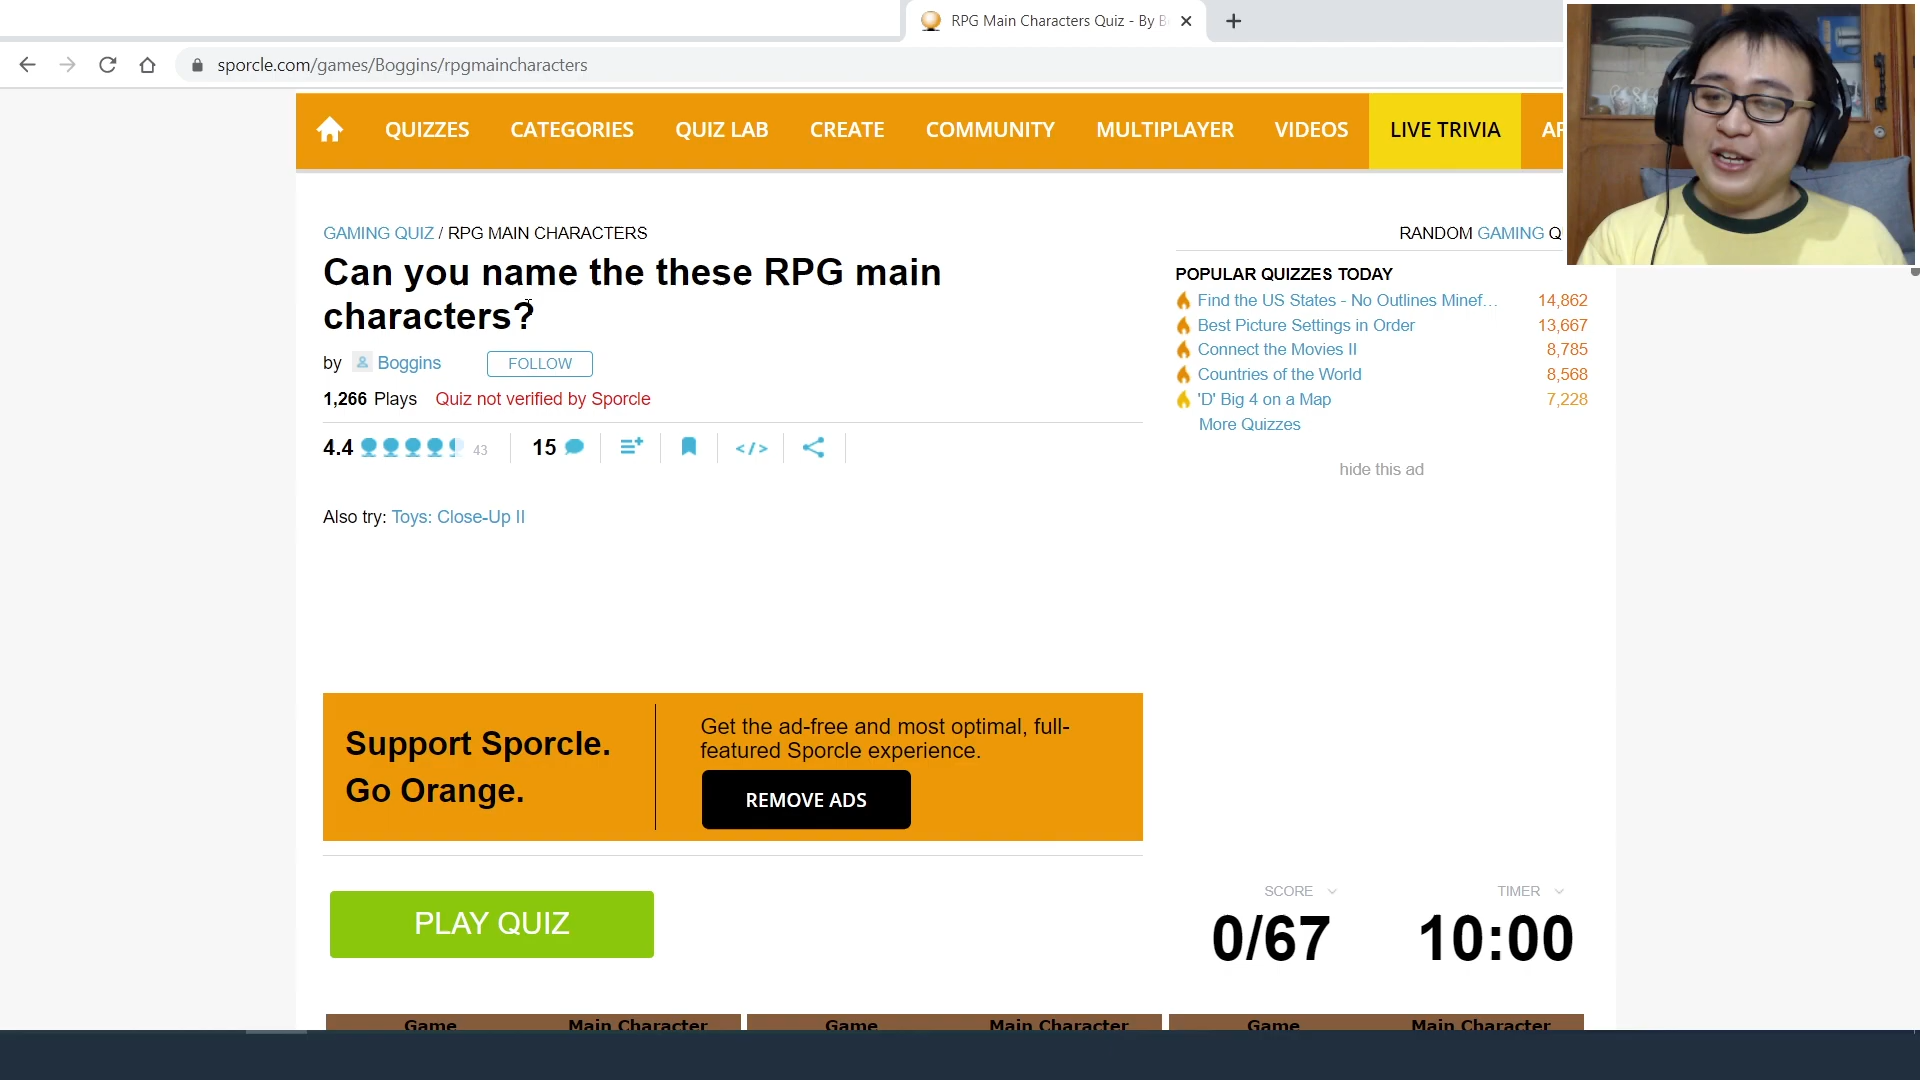 RPG Main Characters Quiz - By B
sporcle.com/games/Boggins/rpgmaincharacters
QUIZZES CATEGORIES QUIZ LAB CREATE COMMUNITY MULTIPLAYER VIDEOS LIVE TRIVIA
GAMING QUIZ / RPG MAIN CHARACTERS
Can you name the these RPG main
characters?
by Boggins FOLLOW
1,266 Plays Quiz not verified by Sporcle
4.4 43 15 </>
Also try: Toys: Close-Up II
RANDOM GAMING Q
POPULAR QUIZZES TODAY
Find the US States - No Outlines Minef... 14,862
Best Picture Settings in Order 13,667
Connect the Movies II 8,785
Countries of the World 8,568
'D' Big 4 on a Map 7,228
More Quizzes
hide this ad
Support Sporcle.
Go Orange.
Get the ad-free and most optimal, full-
featured Sporcle experience.
REMOVE ADS
PLAY QUIZ
SCORE TIMER
0/67 10:00
Game Main Character Game Main Character Game Main Character